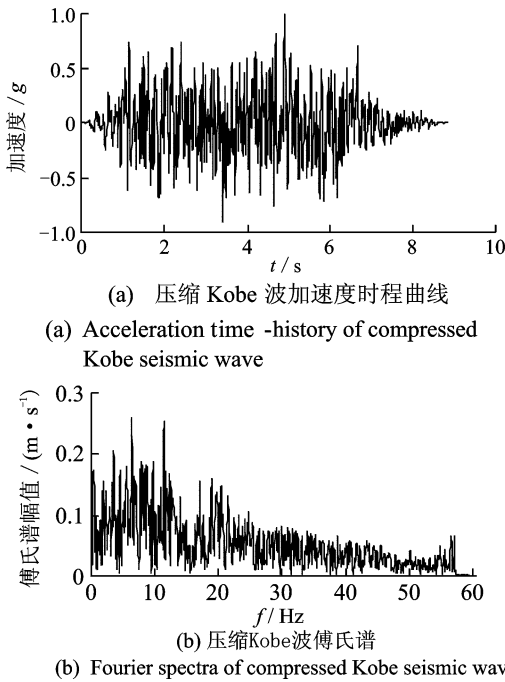 1.0
0.5
0
−0.5
−1.0
加速度 /g
0 2 4 6 8 10
t / s
(a) 压缩 Kobe 波加速度时程曲线
(a) Acceleration time -history of compressed
Kobe seismic wave
0.3
0.2
0.1
0
傅氏谱幅值 / (m·s⁻¹)
0 10 20 30 40 50 60
f / Hz
(b) 压缩Kobe波傅氏谱
(b) Fourier spectra of compressed Kobe seismic wav